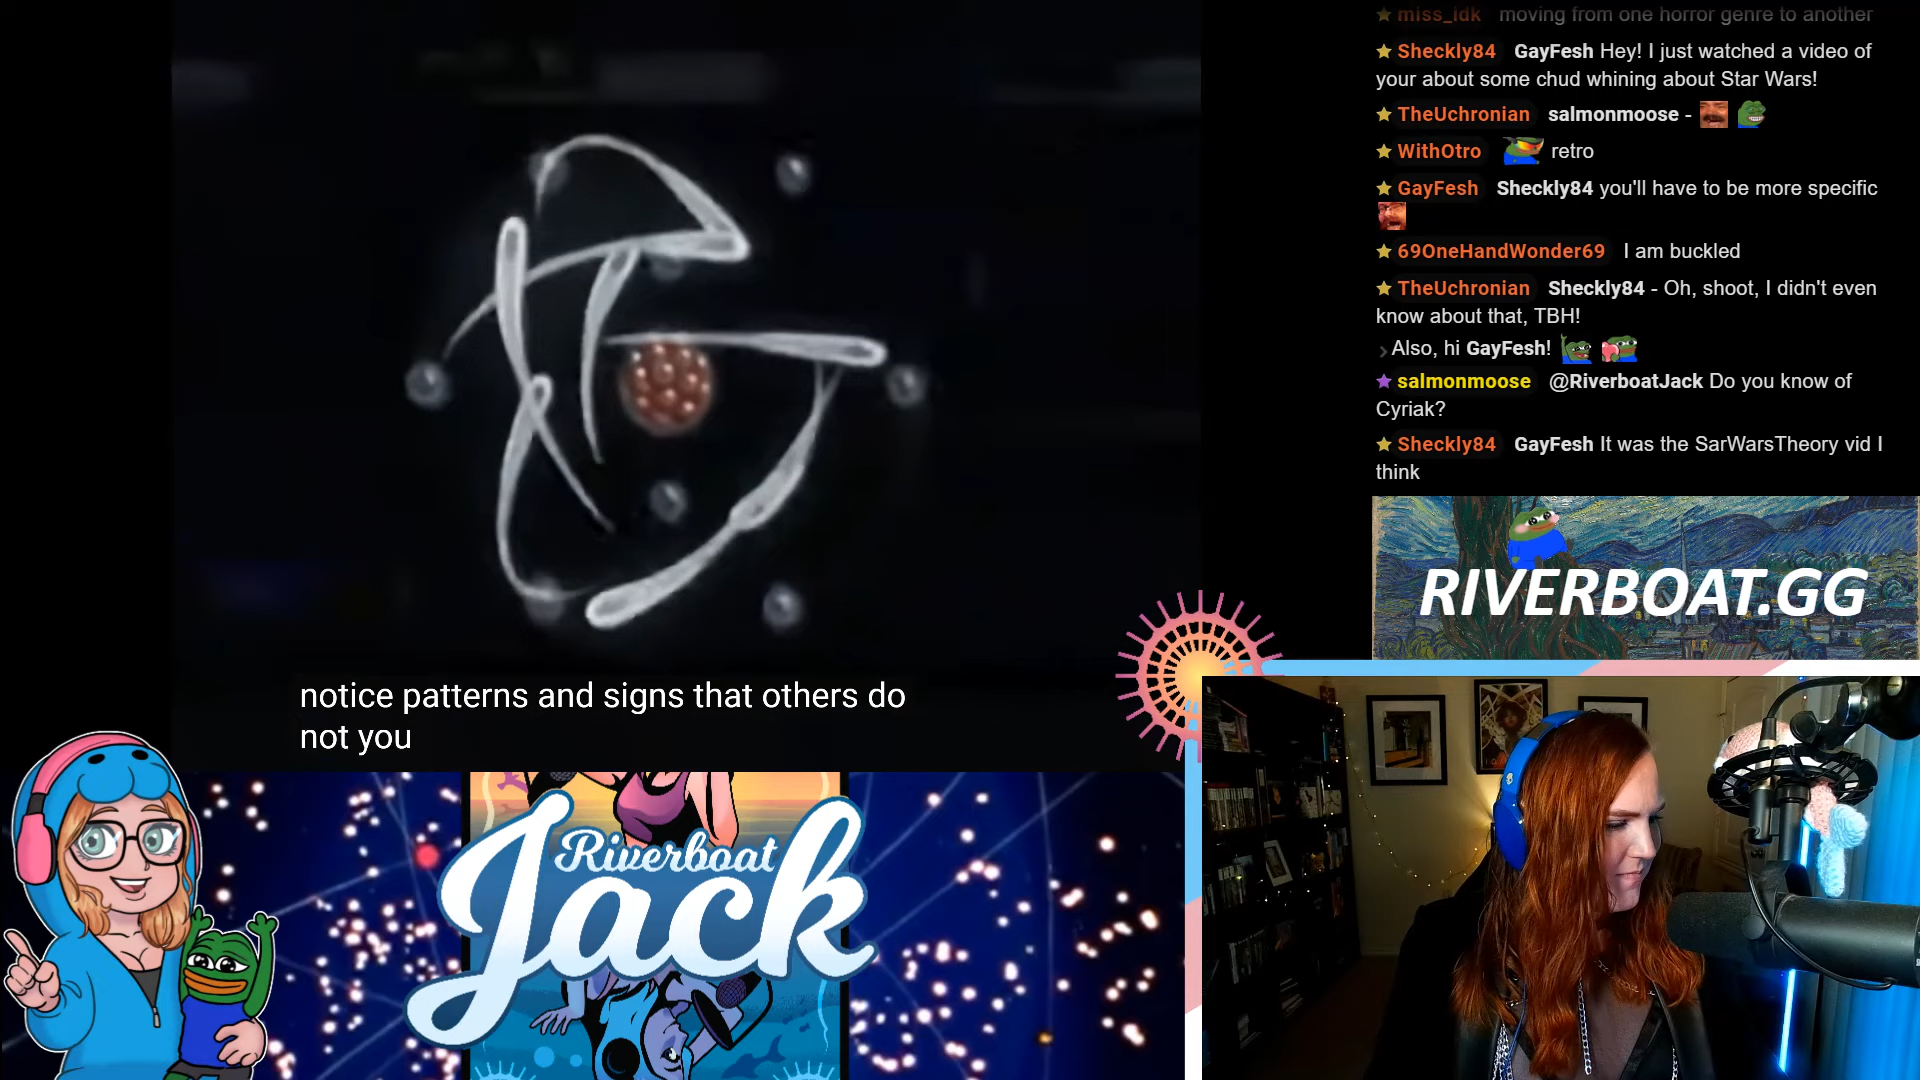 miss_idk moving from one horror genre to another
Sheckly84 GayFesh Hey! I just watched a video of
your about some chud whining about Star Wars!
TheUchronian salmonmoose -
WithOtro retro
GayFesh Sheckly84 you'll have to be more specific
69OneHandWonder69 I am buckled
TheUchronian Sheckly84 - Oh, shoot, I didn't even
know about that, TBH!
Also, hi GayFesh!
salmonmoose @RiverboatJack Do you know of
Cyriak?
Sheckly84 GayFesh It was the SarWarsTheory vid I
think
RIVERBOAT.GG
notice patterns and signs that others do
not you
Riverboat
Jack